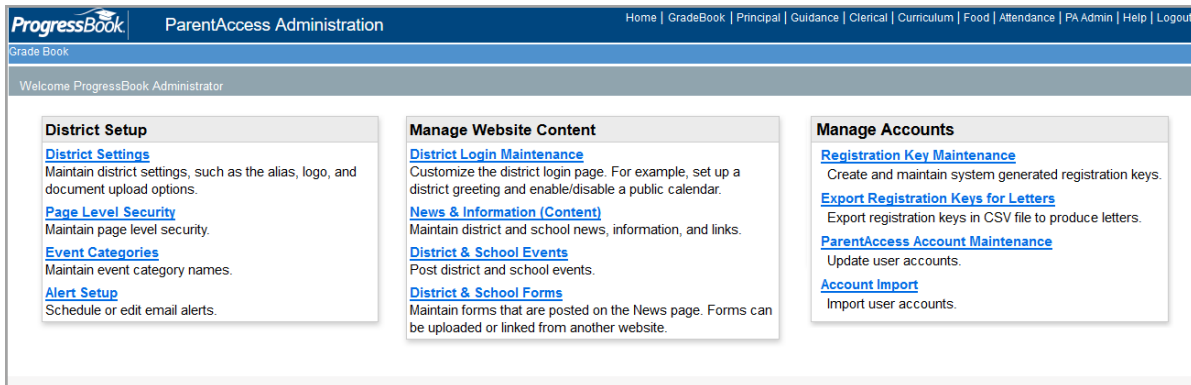 ProgressBook. ParentAccess Administration Home | GradeBook | Principal | Guidance | Clerical | Curriculum | Food | Attendance | PA Admin | Help | Logout
Grade Book
Welcome ProgressBook Administrator
District Setup
District Settings
Maintain district settings, such as the alias, logo, and
document upload options.
Page Level Security
Maintain page level security.
Event Categories
Maintain event category names.
Alert Setup
Schedule or edit email alerts.
Manage Website Content
District Login Maintenance
Customize the district login page. For example, set up a
district greeting and enable/disable a public calendar.
News & Information (Content)
Maintain district and school news, information, and links.
District & School Events
Post district and school events.
District & School Forms
Maintain forms that are posted on the News page. Forms can
be uploaded or linked from another website.
Manage Accounts
Registration Key Maintenance
Create and maintain system generated registration keys.
Export Registration Keys for Letters
Export registration keys in CSV file to produce letters.
ParentAccess Account Maintenance
Update user accounts.
Account Import
Import user accounts.